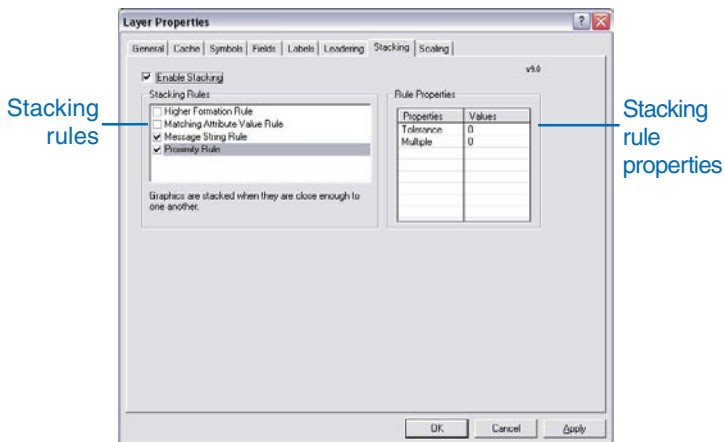 Layer Properties
General Cache Symbols Fields Labels Leadering Stacking Scaling
v9.0
Enable Stacking
Stacking Rules
Higher Formation Rule
Matching Attribute Value Rule
Message String Rule
Proximity Rule
Graphics are stacked when they are close enough to
one another.
Rule Properties
Properties Values
Tolerance 0
Multiple 0
Stacking
rules
Stacking
rule
properties
OK Cancel Apply